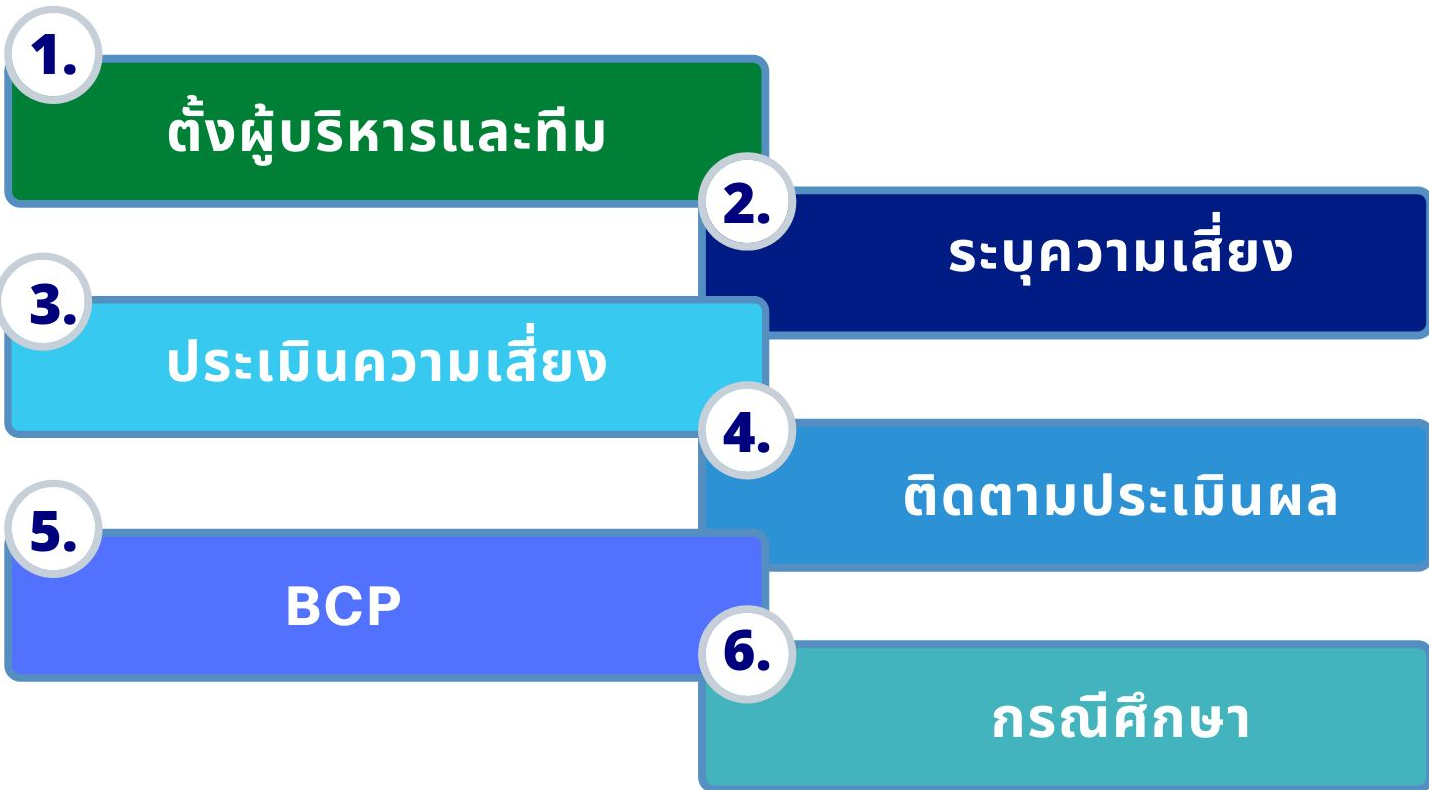 1.
ตั้งผู้บริหารและทีม
2.
ระบุความเสี่ยง
3.
ประเมินความเสี่ยง
4.
ติดตามประเมินผล
5.
BCP
6.
กรณีศึกษา